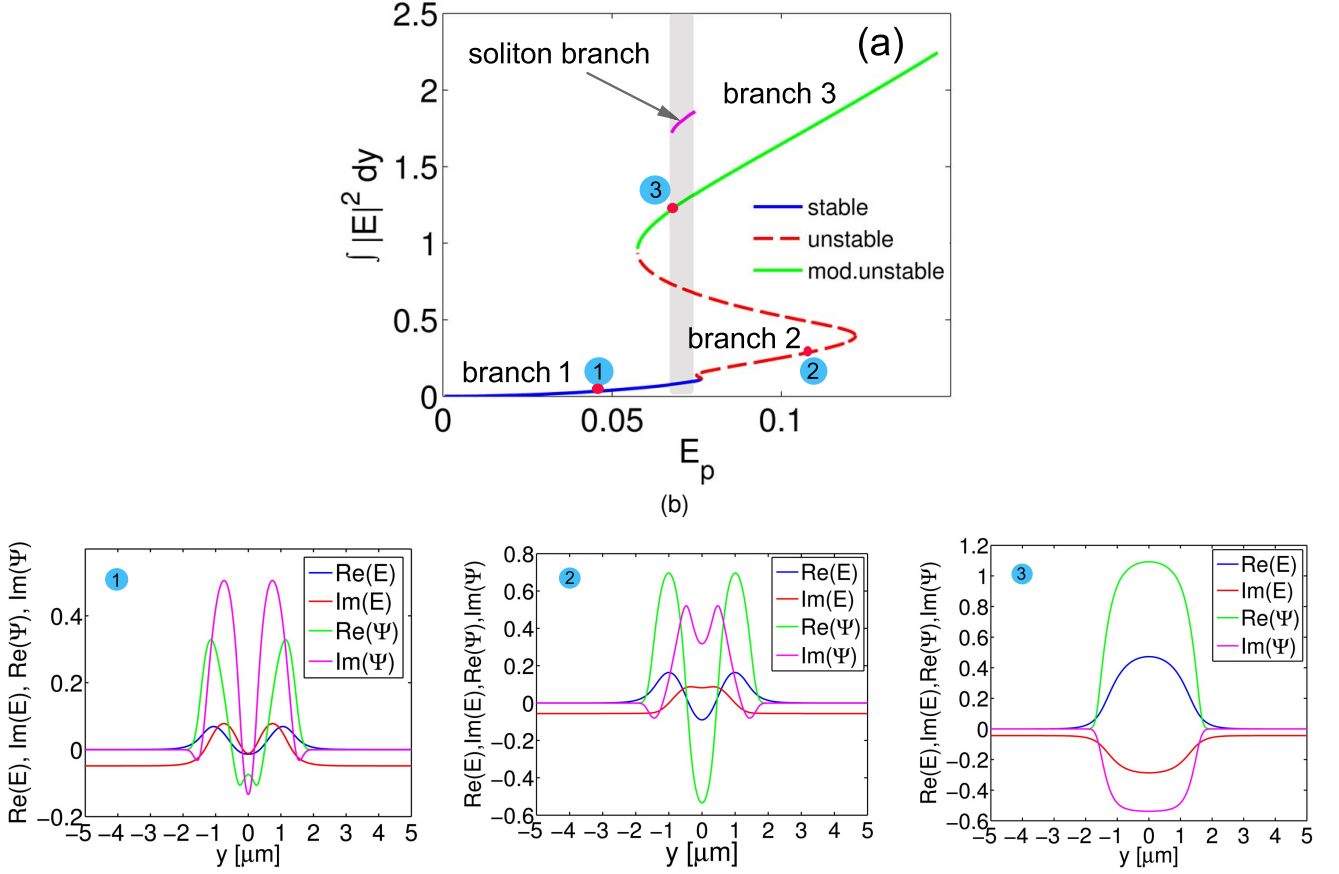 2.5
(a)
soliton branch
2
branch 3
1.5
∫ |E|² dy
3
stable
1
unstable
mod.unstable
0.5
branch 2
branch 1
1
2
0
0
0.05
0.1
E_p
(b)
1
Re(E)
Im(E)
Re(Ψ)
Im(Ψ)
0.4
0.2
0
−0.2
Re(E), Im(E), Re(Ψ), Im(Ψ)
−5 −4 −3 −2 −1 0 1 2 3 4 5
y [μm]
2
Re(E)
Im(E)
Re(Ψ)
Im(Ψ)
0.8
0.6
0.4
0.2
0
−0.2
−0.4
−0.6
Re(E),Im(E),Re(Ψ),Im(Ψ)
−5 −4 −3 −2 −1 0 1 2 3 4 5
y [μm]
3
Re(E)
Im(E)
Re(Ψ)
Im(Ψ)
1.2
1
0.8
0.6
0.4
0.2
0
−0.2
−0.4
−0.6
Re(E),Im(E),Re(Ψ),Im(Ψ)
−5 −4 −3 −2 −1 0 1 2 3 4 5
y [μm]